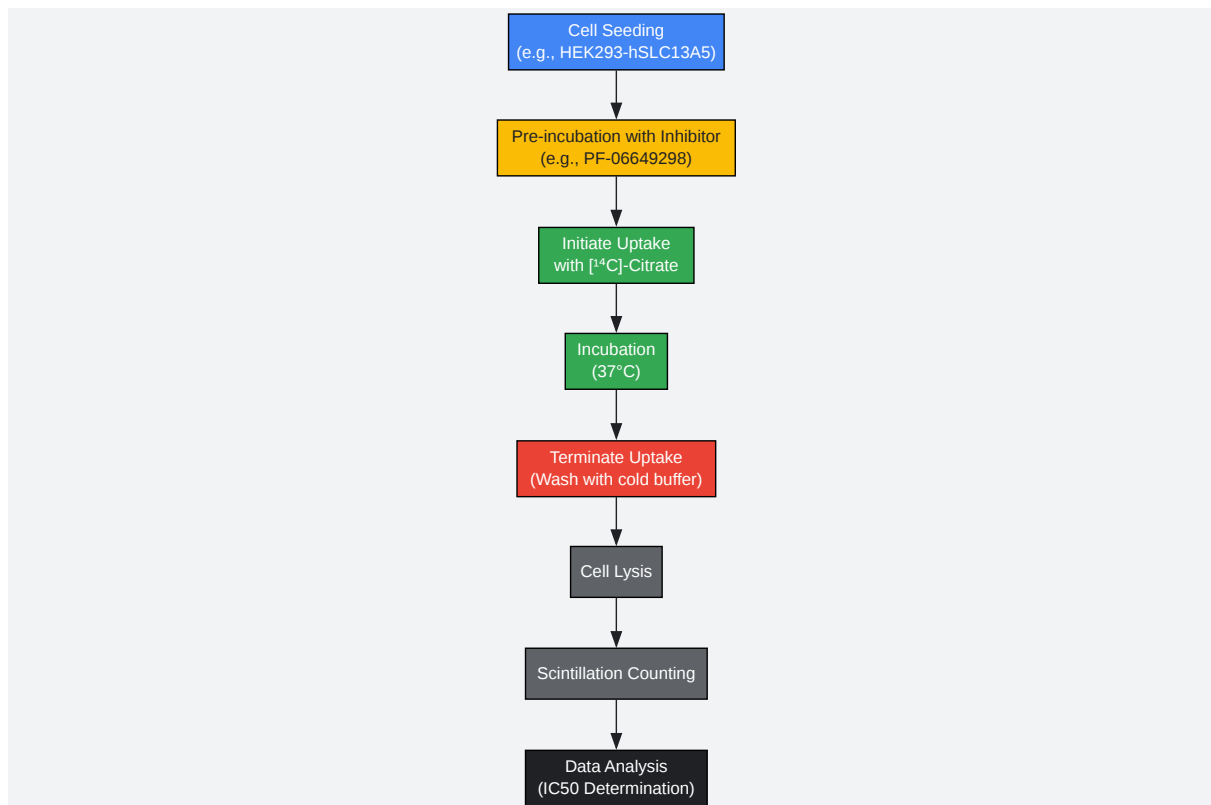 Cell Seeding
(e.g., HEK293-hSLC13A5)
Pre-incubation with Inhibitor
(e.g., PF-06649298)
Initiate Uptake
with [¹⁴C]-Citrate
Incubation
(37°C)
Terminate Uptake
(Wash with cold buffer)
Cell Lysis
Scintillation Counting
Data Analysis
(IC50 Determination)